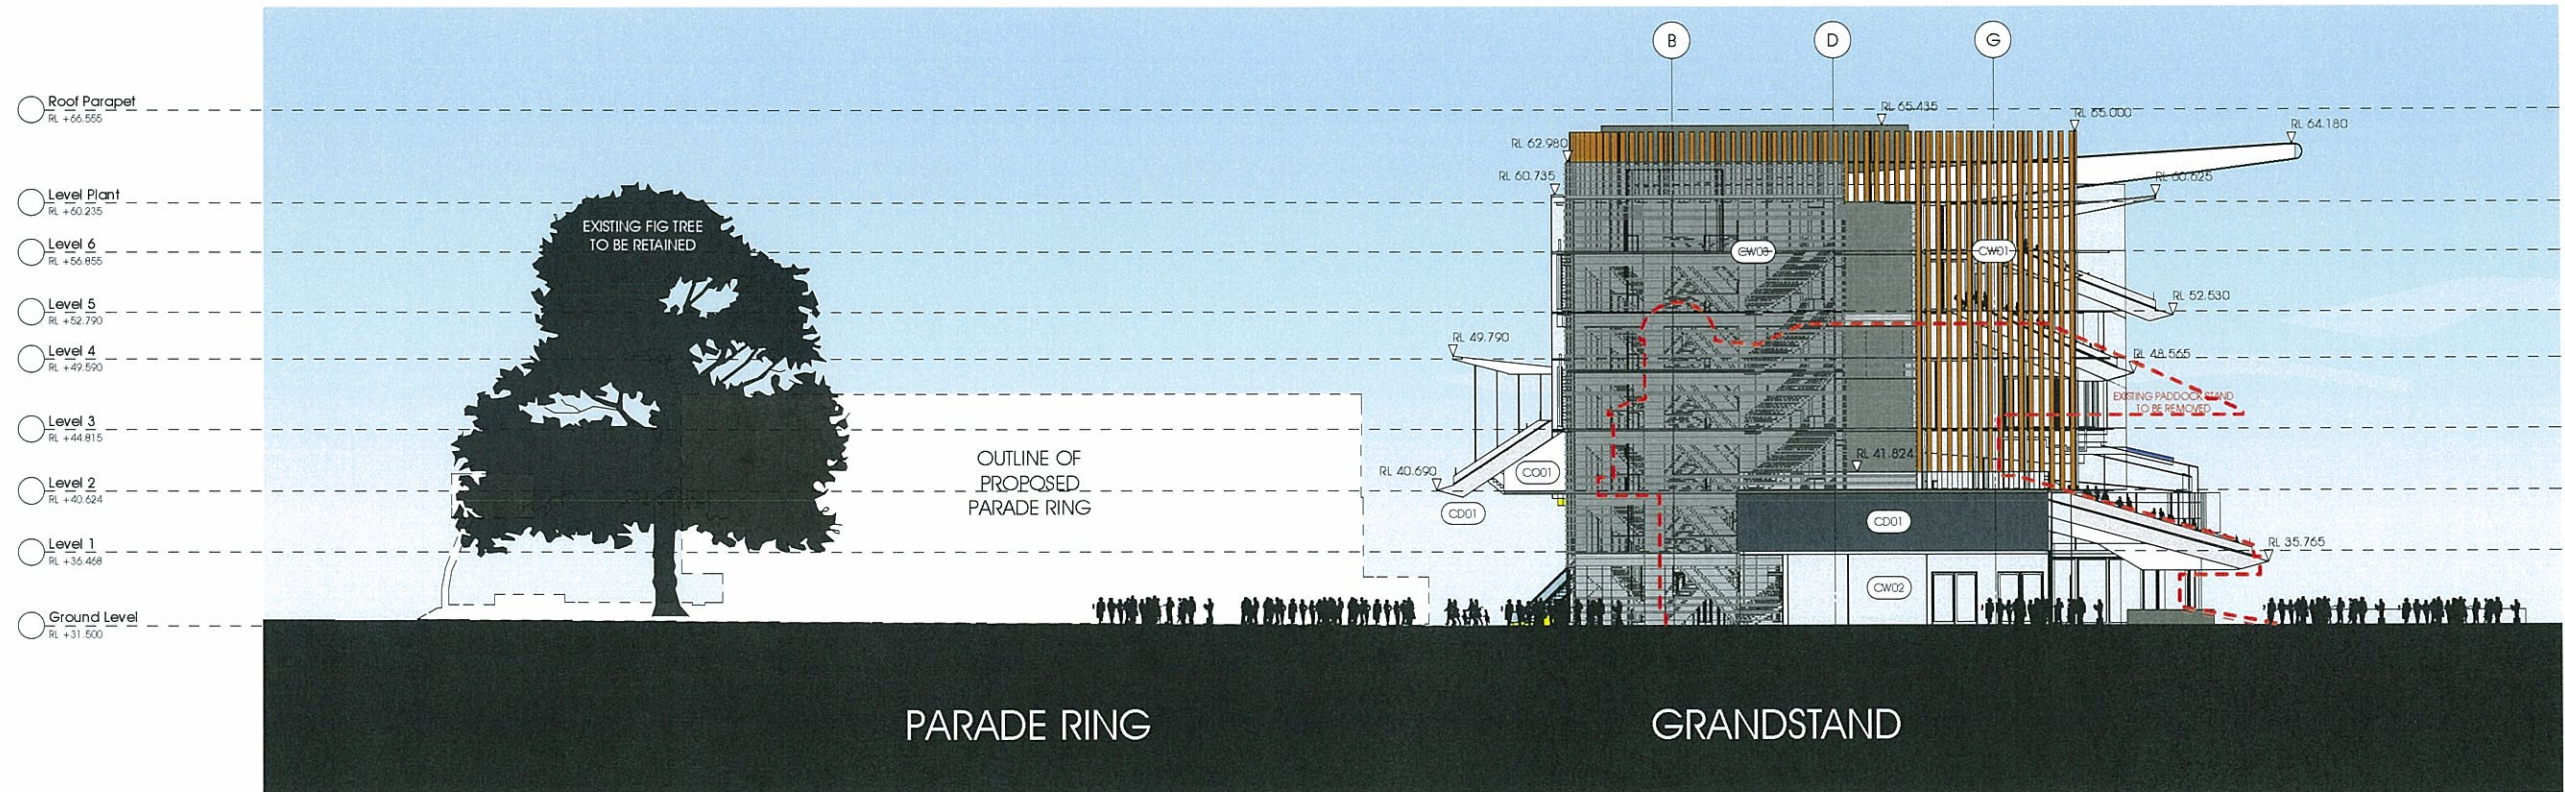 B
D
G
Roof Parapet
RL +66.555
Level Plant
RL +60.235
Level 6
RL +56.855
Level 5
RL +52.790
Level 4
RL +49.590
Level 3
RL +44.815
Level 2
RL +40.624
Level 1
RL +36.468
Ground Level
RL +31.500
EXISTING FIG TREE
TO BE RETAINED
OUTLINE OF
PROPOSED
PARADE RING
RL 65.435
RL 65.000
RL 64.180
RL 62.980
RL 60.735
RL 60.625
CW03
CW01
RL 52.530
RL 49.790
RL 48.565
EXISTING PADDOCK STAND
TO BE REMOVED
RL 41.824
RL 40.690
CO01
CD01
CD01
RL 35.765
CW02
PARADE RING
GRANDSTAND